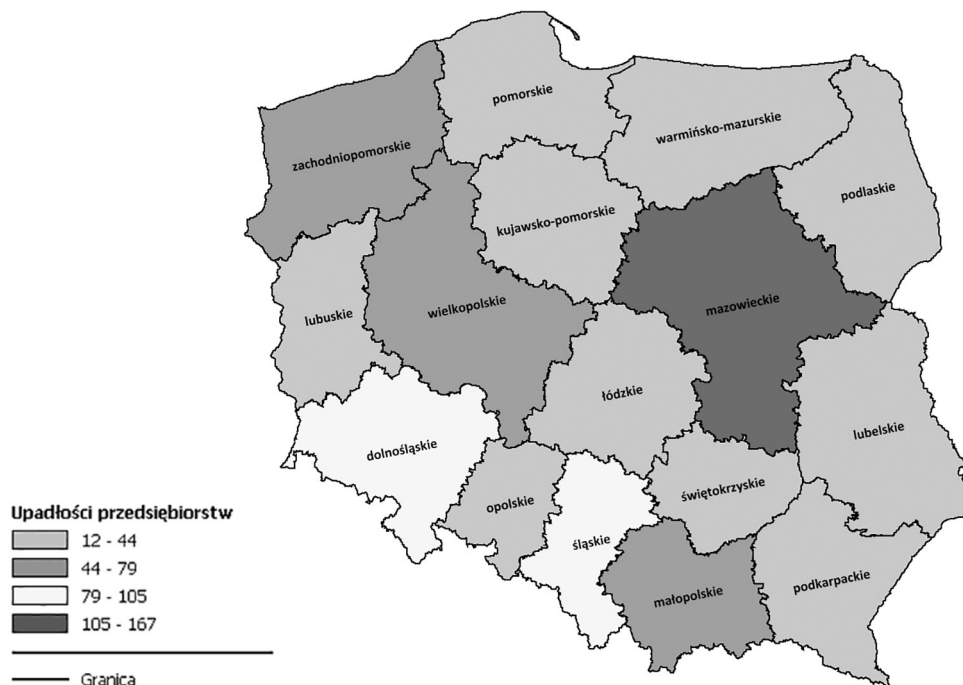 pomorskie
warmińsko-mazurskie
zachodniopomorskie
podlaskie
kujawsko-pomorskie
wielkopolskie
mazowieckie
lubuskie
łódzkie
lubelskie
dolnośląskie
świętokrzyskie
opolskie
śląskie
podkarpackie
małopolskie
Upadłości przedsiębiorstw
12 - 44
44 - 79
79 - 105
105 - 167
Granica